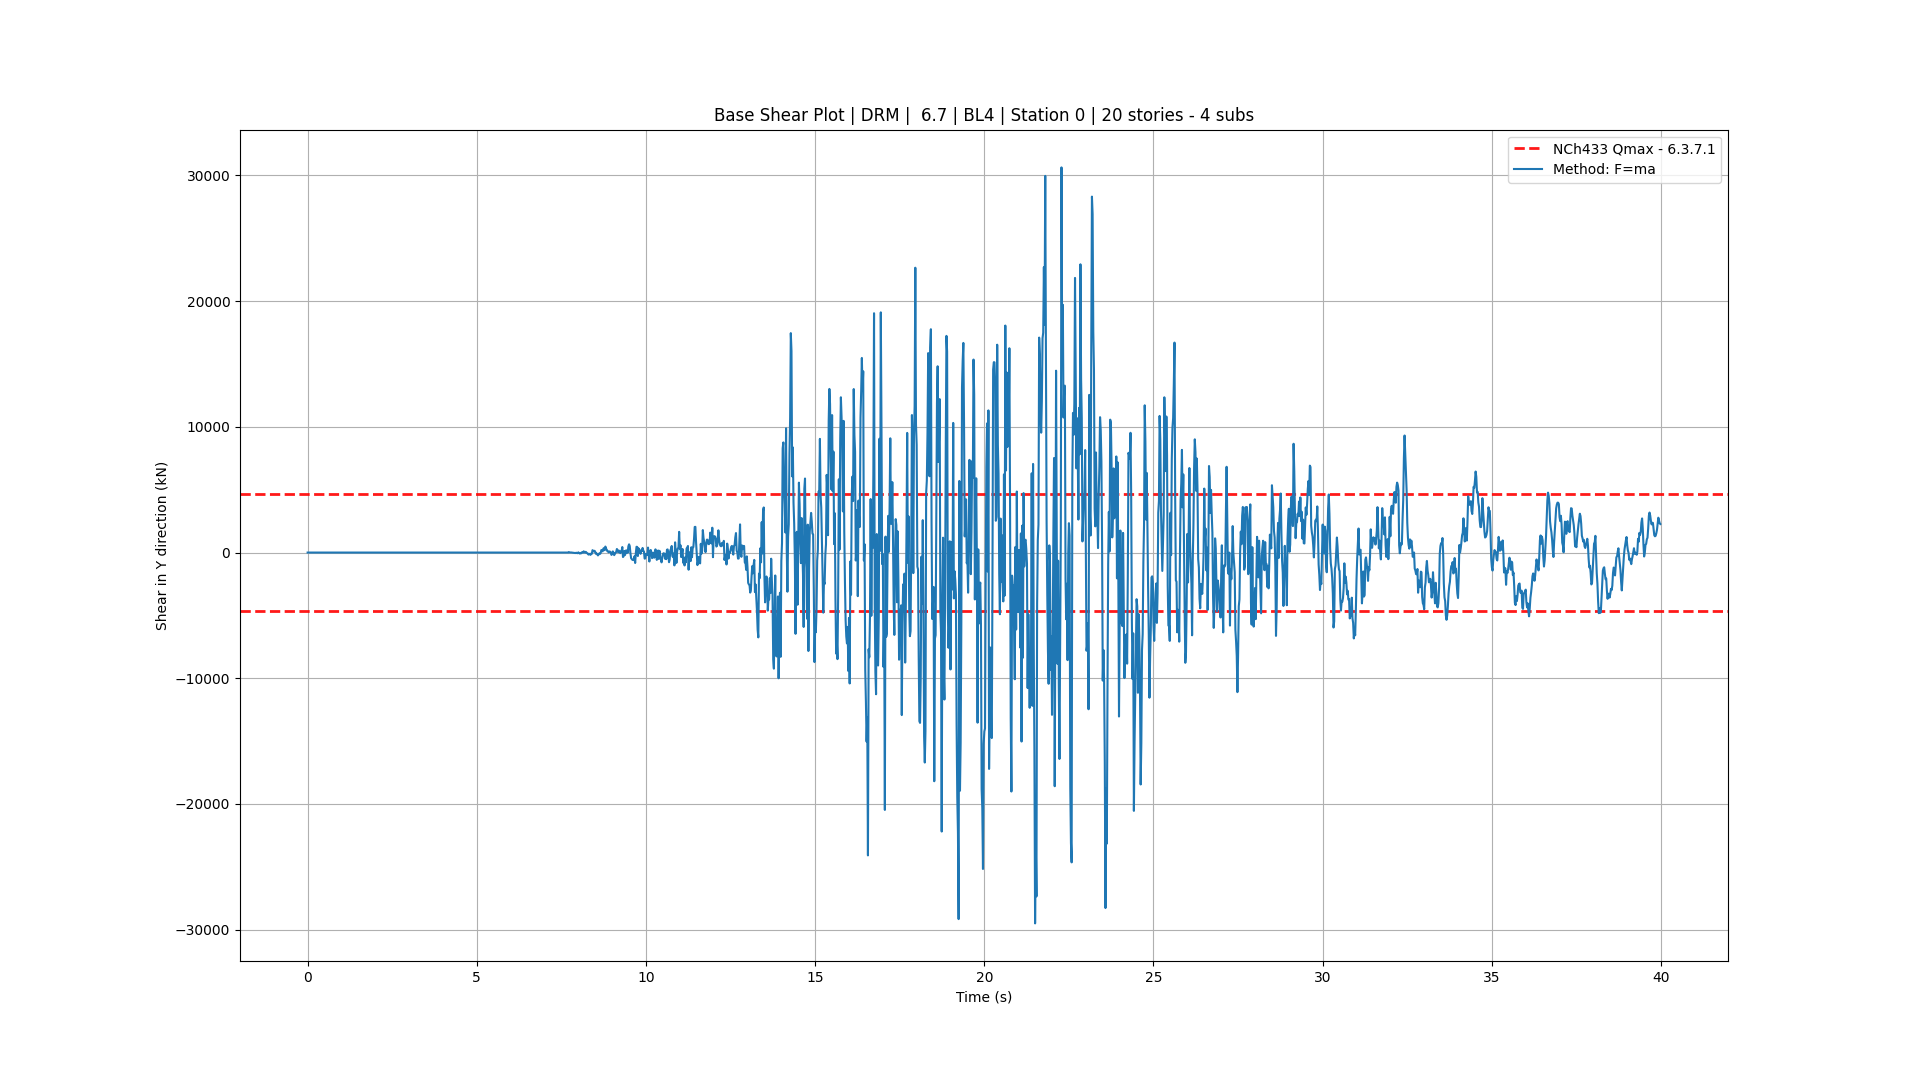 Base Shear Plot | DRM |  6.7 | BL4 | Station 0 | 20 stories - 4 subs
NCh433 Qmax - 6.3.7.1
Method: F=ma
Shear in Y direction (kN)
30000
20000
10000
0
−10000
−20000
−30000
0 5 10 15 20 25 30 35 40
Time (s)